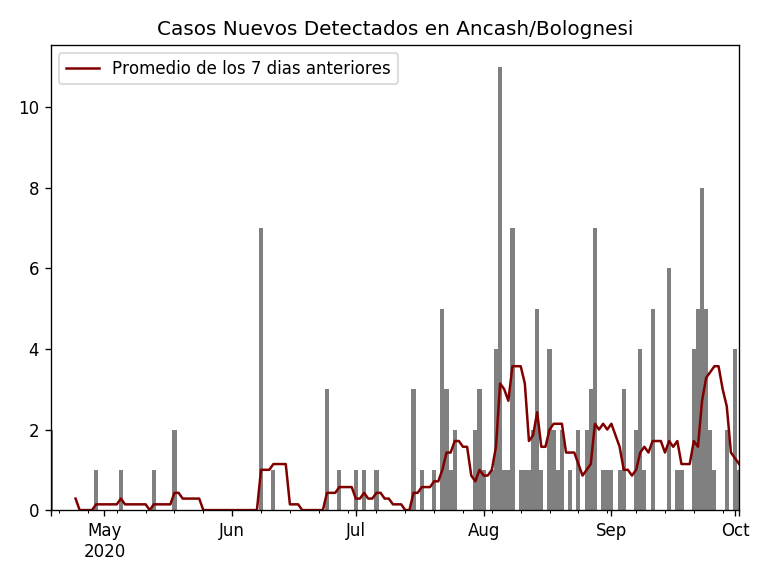 Casos Nuevos Detectados en Ancash/Bolognesi
Promedio de los 7 dias anteriores
10
8
6
4
2
0
May Jun Jul Aug Sep Oct
2020